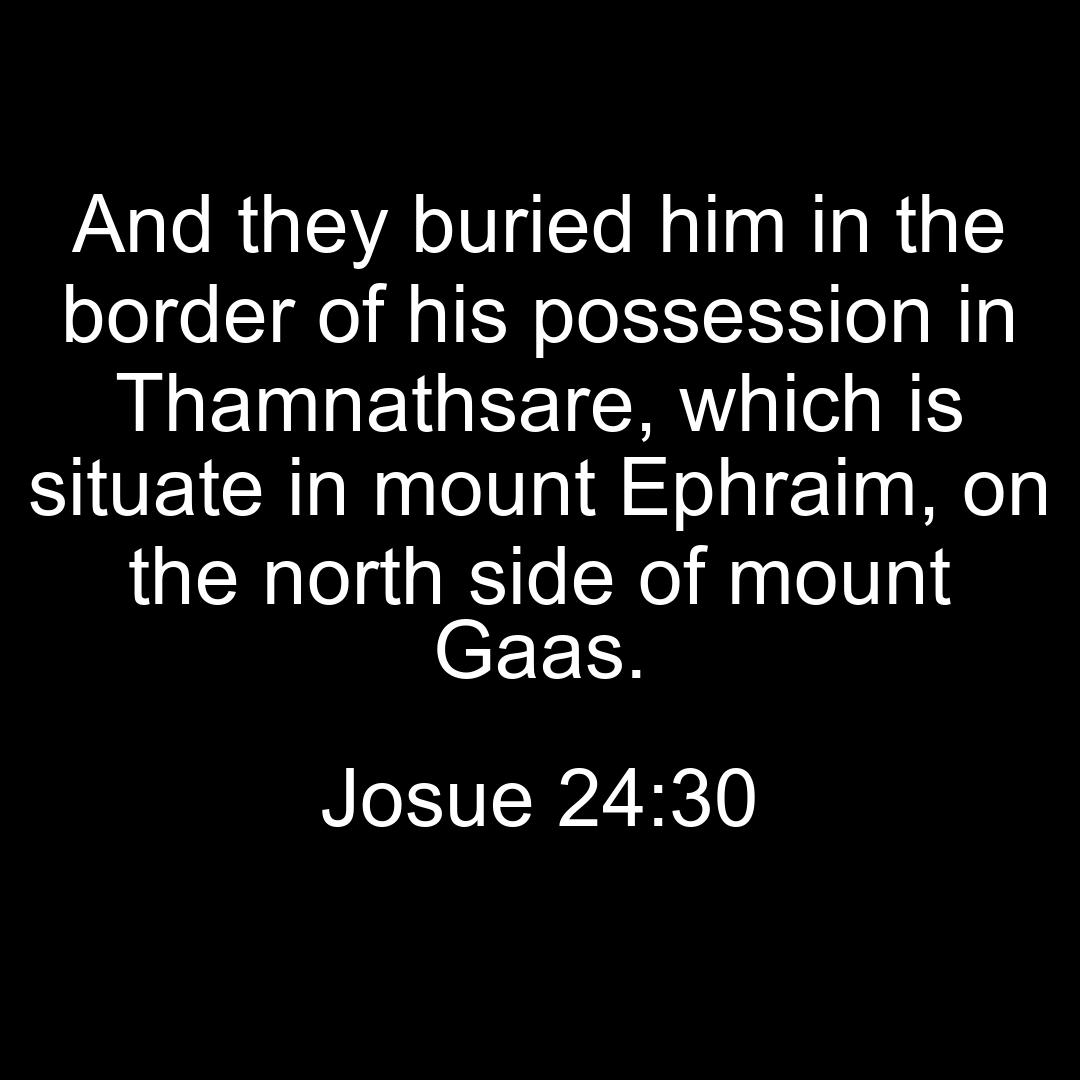 And they buried him in the
border of his possession in
Thamnathsare, which is
situate in mount Ephraim, on
the north side of mount
Gaas.
Josue 24:30